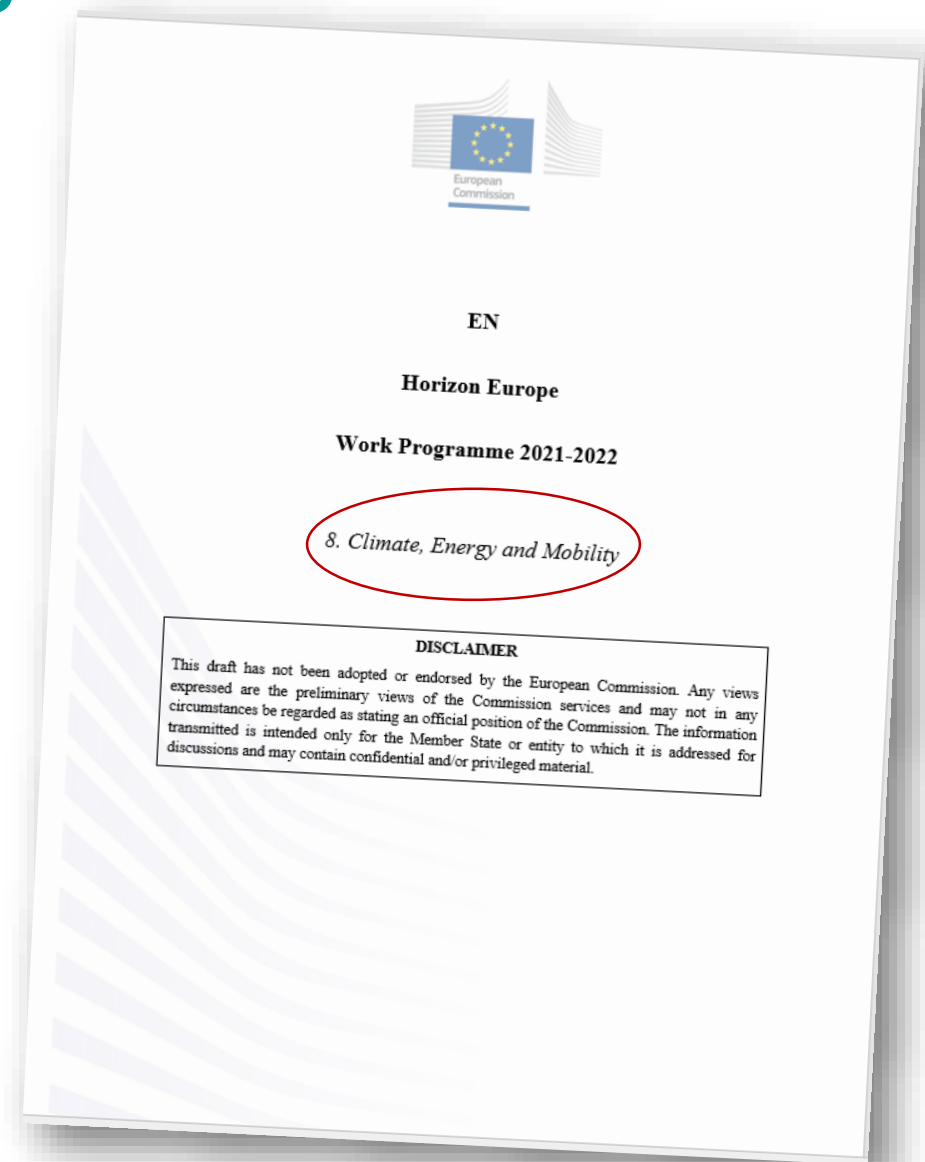 European
Commission
EN
Horizon Europe
Work Programme 2021-2022
8. Climate, Energy and Mobility
DISCLAIMER
This draft has not been adopted or endorsed by the European Commission. Any views
expressed are the preliminary views of the Commission services and may not in any
circumstances be regarded as stating an official position of the Commission. The information
transmitted is intended only for the Member State or entity to which it is addressed for
discussions and may contain confidential and/or privileged material.